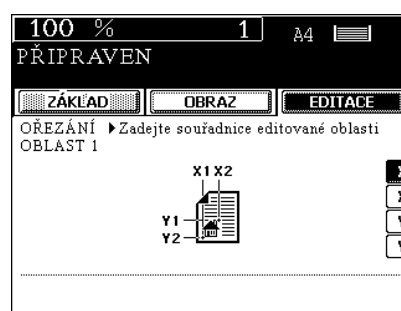 100 % 1 A4
PŘIPRAVEN
ZÁKLAD OBRAZ EDITACE
OŘEZÁNÍ ▶Zadejte souřadnice editované oblasti
OBLAST 1
X1 X2
Y1
Y2